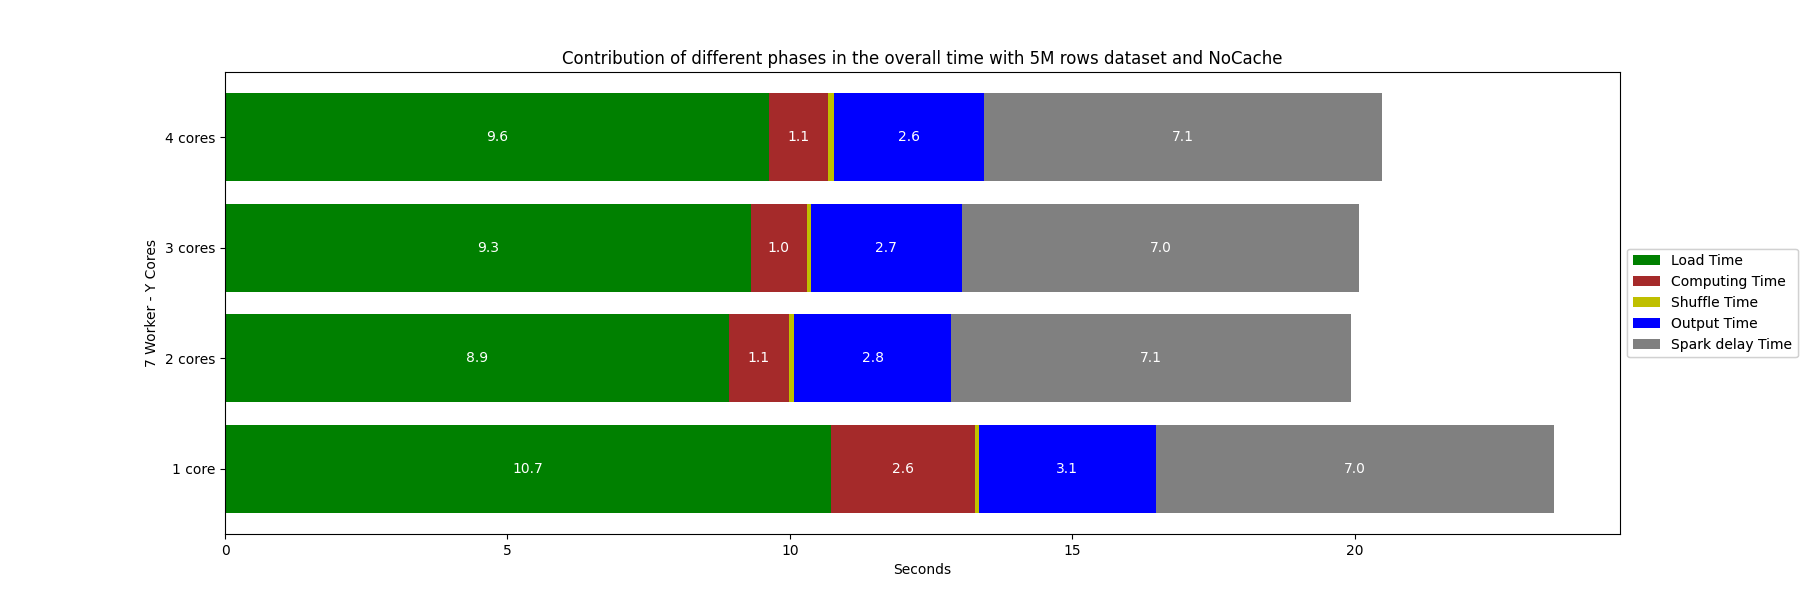 Contribution of different phases in the overall time with 5M rows dataset and NoCache
7 Worker - Y Cores
4 cores
9.6 1.1 2.6 7.1
3 cores
9.3 1.0 2.7 7.0
2 cores
8.9 1.1 2.8 7.1
1 core
10.7 2.6 3.1 7.0
0 5 10 15 20
Seconds
Load Time
Computing Time
Shuffle Time
Output Time
Spark delay Time